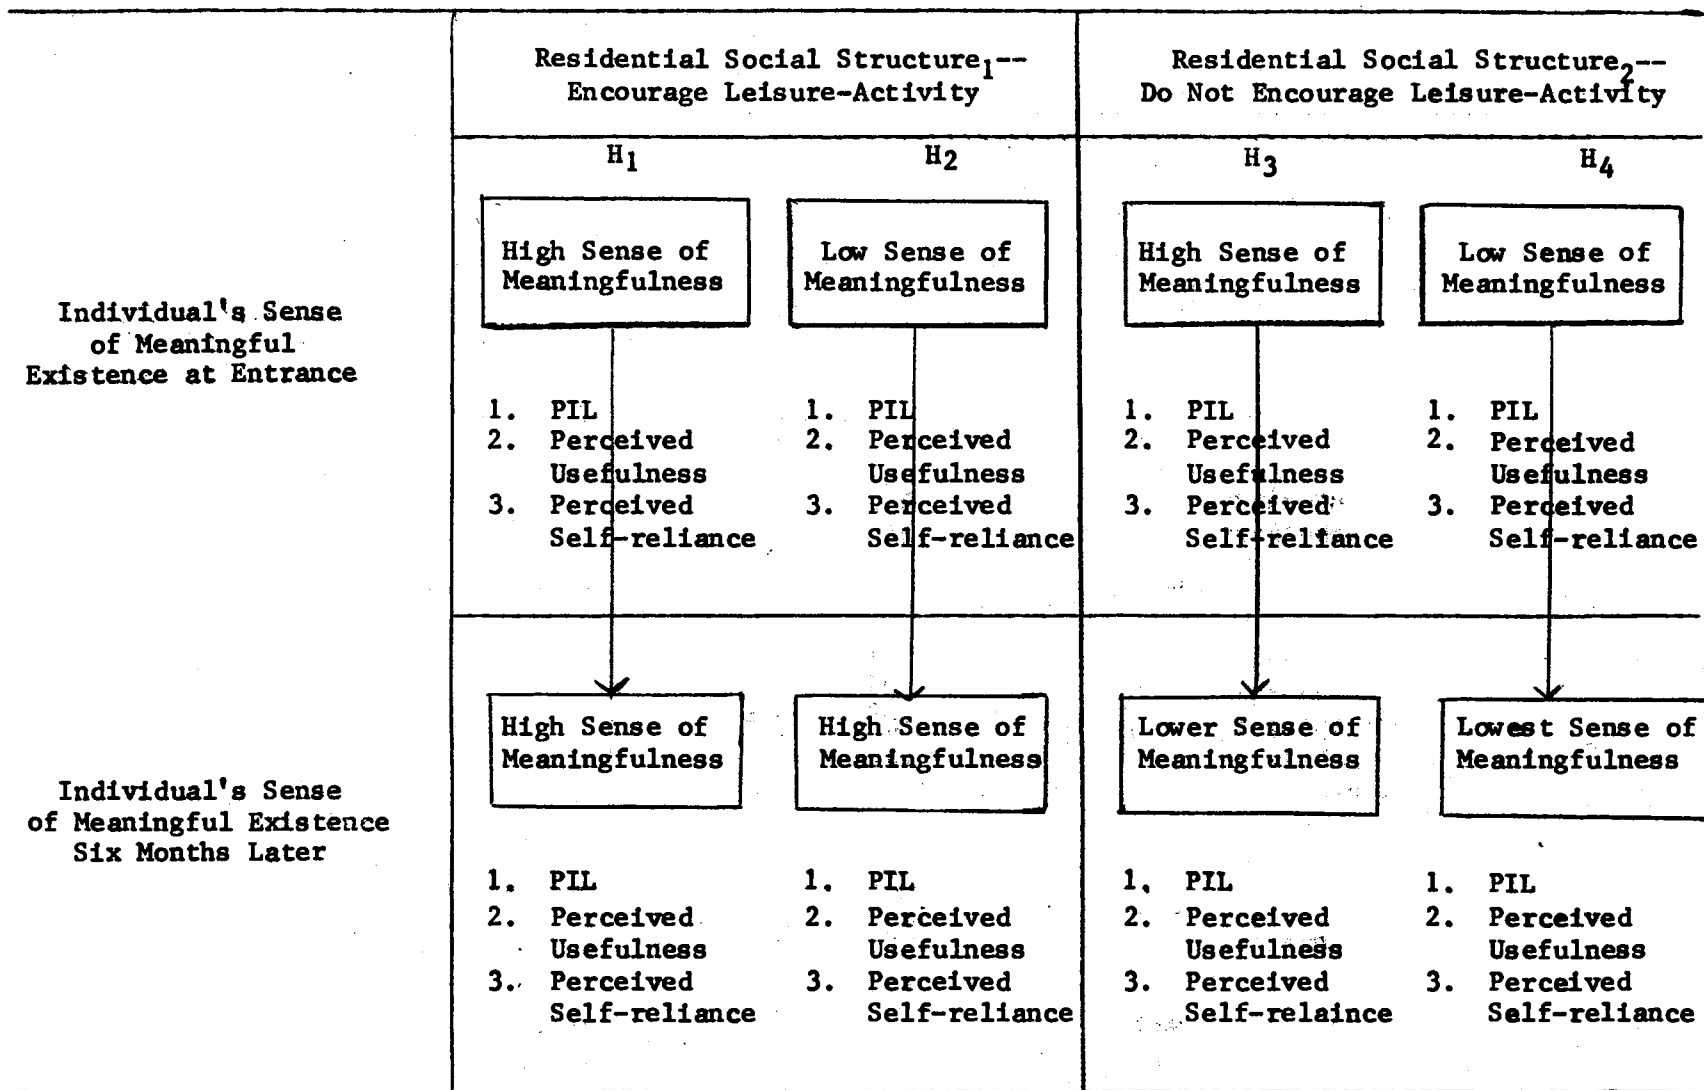 Residential Social Structure1--
Encourage Leisure-Activity
Residential Social Structure2--
Do Not Encourage Leisure-Activity
H1
H2
H3
H4
Individual's Sense
of Meaningful
Existence at Entrance
High Sense of
Meaningfulness
Low Sense of
Meaningfulness
High Sense of
Meaningfulness
Low Sense of
Meaningfulness
1. PIL
2. Perceived
Usefulness
3. Perceived
Self-reliance
1. PIL
2. Perceived
Usefulness
3. Perceived
Self-reliance
1. PIL
2. Perceived
Usefulness
3. Perceived
Self-reliance
1. PIL
2. Perceived
Usefulness
3. Perceived
Self-reliance
Individual's Sense
of Meaningful Existence
Six Months Later
High Sense of
Meaningfulness
High Sense of
Meaningfulness
Lower Sense of
Meaningfulness
Lowest Sense of
Meaningfulness
1. PIL
2. Perceived
Usefulness
3. Perceived
Self-reliance
1. PIL
2. Perceived
Usefulness
3. Perceived
Self-reliance
1. PIL
2. Perceived
Usefulness
3. Perceived
Self-relaince
1. PIL
2. Perceived
Usefulness
3. Perceived
Self-reliance